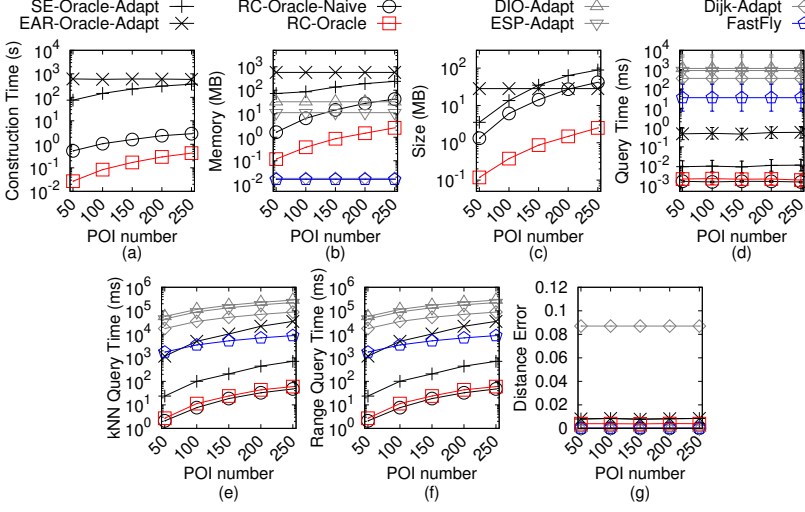 SE-Oracle-Adapt RC-Oracle-Naive DIO-Adapt Dijk-Adapt
EAR-Oracle-Adapt RC-Oracle ESP-Adapt FastFly
Construction Time (s)
10^3
10^2
10^1
10^0
10^-1
10^-2
50 100 150 200 250
POI number
(a)
Memory (MB)
10^3
10^2
10^1
10^0
10^-1
10^-2
50 100 150 200 250
POI number
(b)
Size (MB)
10^2
10^1
10^0
10^-1
50 100 150 200 250
POI number
(c)
Query Time (ms)
10^4
10^3
10^2
10^1
10^0
10^-1
10^-2
10^-3
50 100 150 200 250
POI number
(d)
kNN Query Time (ms)
10^6
10^5
10^4
10^3
10^2
10^1
10^0
50 100 150 200 250
POI number
(e)
Range Query Time (ms)
10^6
10^5
10^4
10^3
10^2
10^1
10^0
50 100 150 200 250
POI number
(f)
Distance Error
0.12
0.1
0.08
0.06
0.04
0.02
0
50 100 150 200 250
POI number
(g)